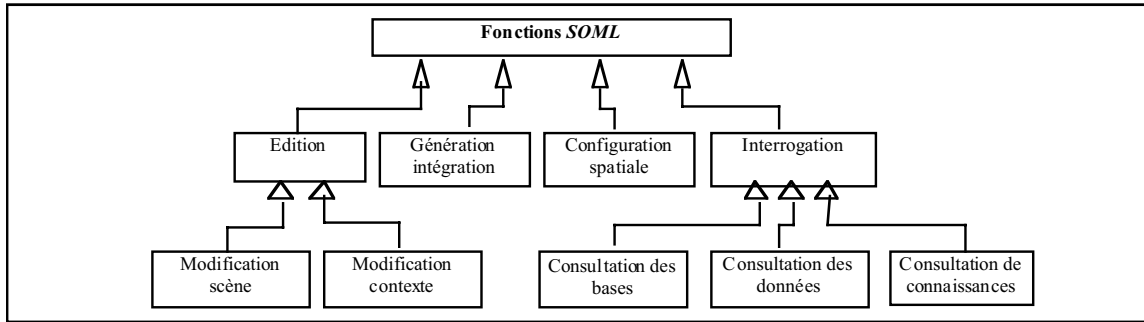 Fonctions SOML
Edition
Génération
intégration
Configuration
spatiale
Interrogation
Modification
scène
Modification
contexte
Consultation des
bases
Consultation des
données
Consultation de
connaissances